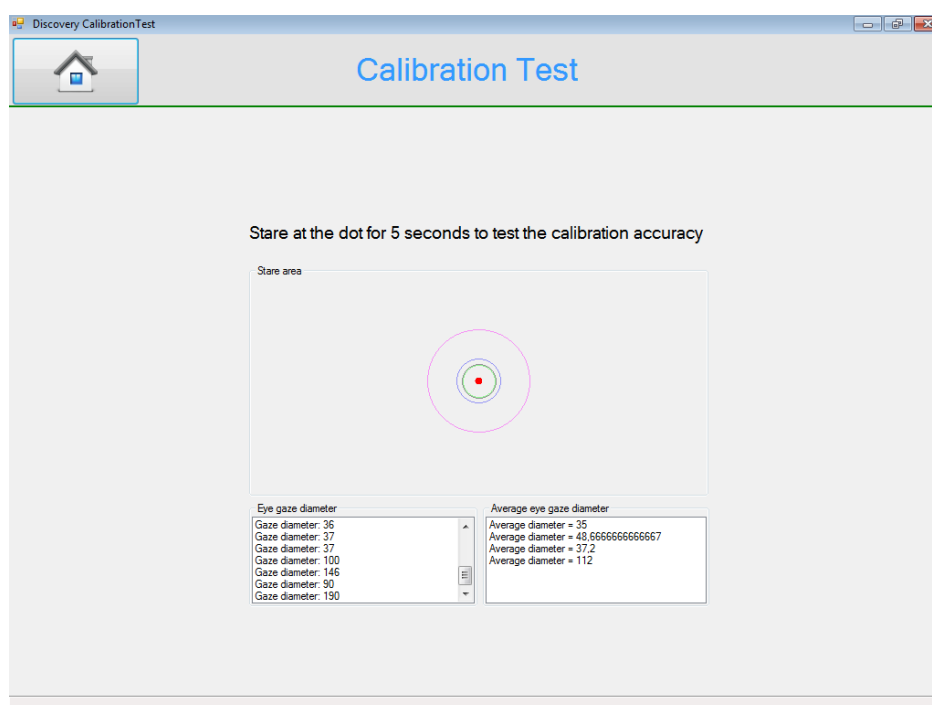 Discovery CalibrationTest
Calibration Test
Stare at the dot for 5 seconds to test the calibration accuracy
Stare area
Eye gaze diameter
Gaze diameter: 36
Gaze diameter: 37
Gaze diameter: 37
Gaze diameter: 100
Gaze diameter: 146
Gaze diameter: 90
Gaze diameter: 190
Average eye gaze diameter
Average diameter = 35
Average diameter = 48,6666666666667
Average diameter = 37,2
Average diameter = 112